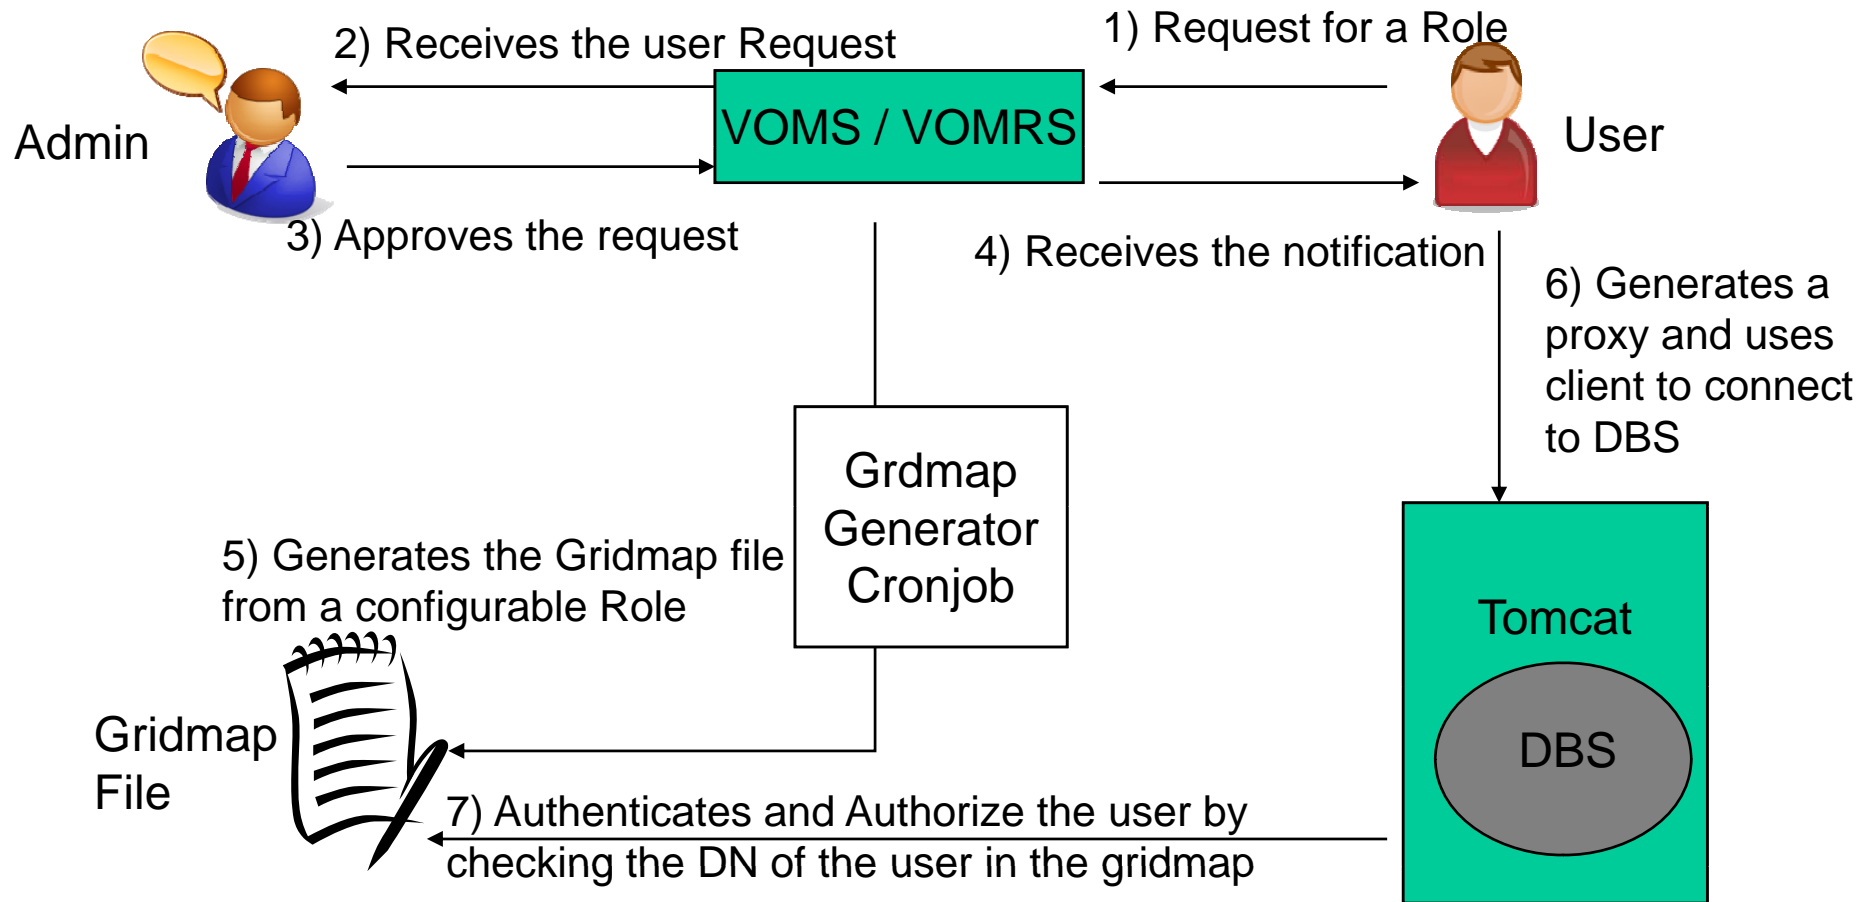 1) Request for a Role
2) Receives the user Request
VOMS / VOMRS
Admin
User
3) Approves the request
4) Receives the notification
6) Generates a
proxy and uses
client to connect
to DBS
Grdmap
Generator
Cronjob
5) Generates the Gridmap file
from a configurable Role
Tomcat
DBS
Gridmap
File
7) Authenticates and Authorize the user by
checking the DN of the user in the gridmap